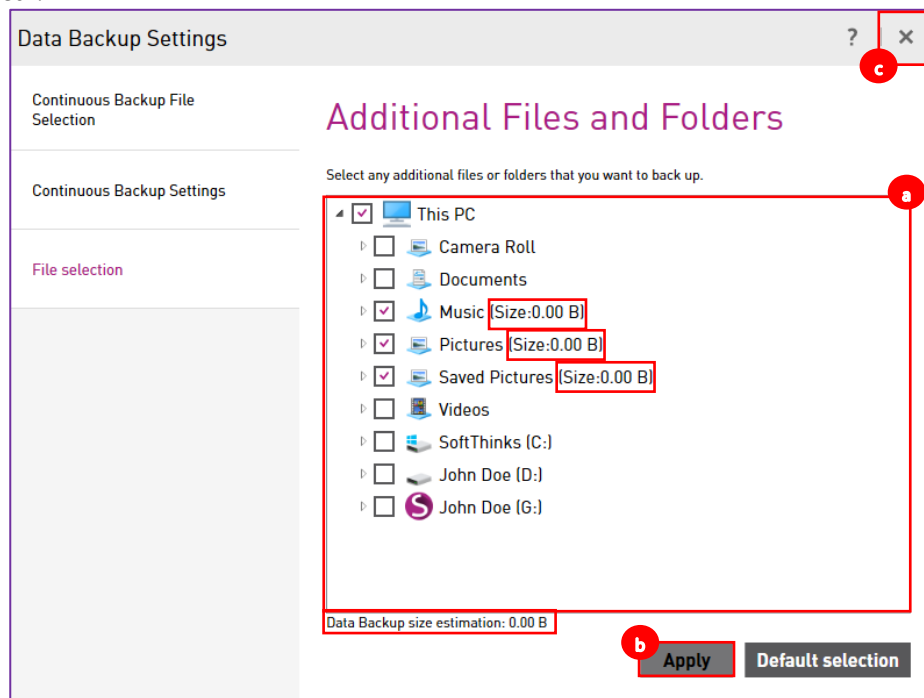 Data Backup Settings ? ×
c
Continuous Backup File
Selection
Additional Files and Folders
Select any additional files or folders that you want to back up.
Continuous Backup Settings
a
This PC
Camera Roll
File selection
Documents
Music (Size:0.00 B)
Pictures (Size:0.00 B)
Saved Pictures (Size:0.00 B)
Videos
SoftThinks (C:)
John Doe (D:)
S John Doe (G:)
Data Backup size estimation: 0.00 B
b
Apply Default selection